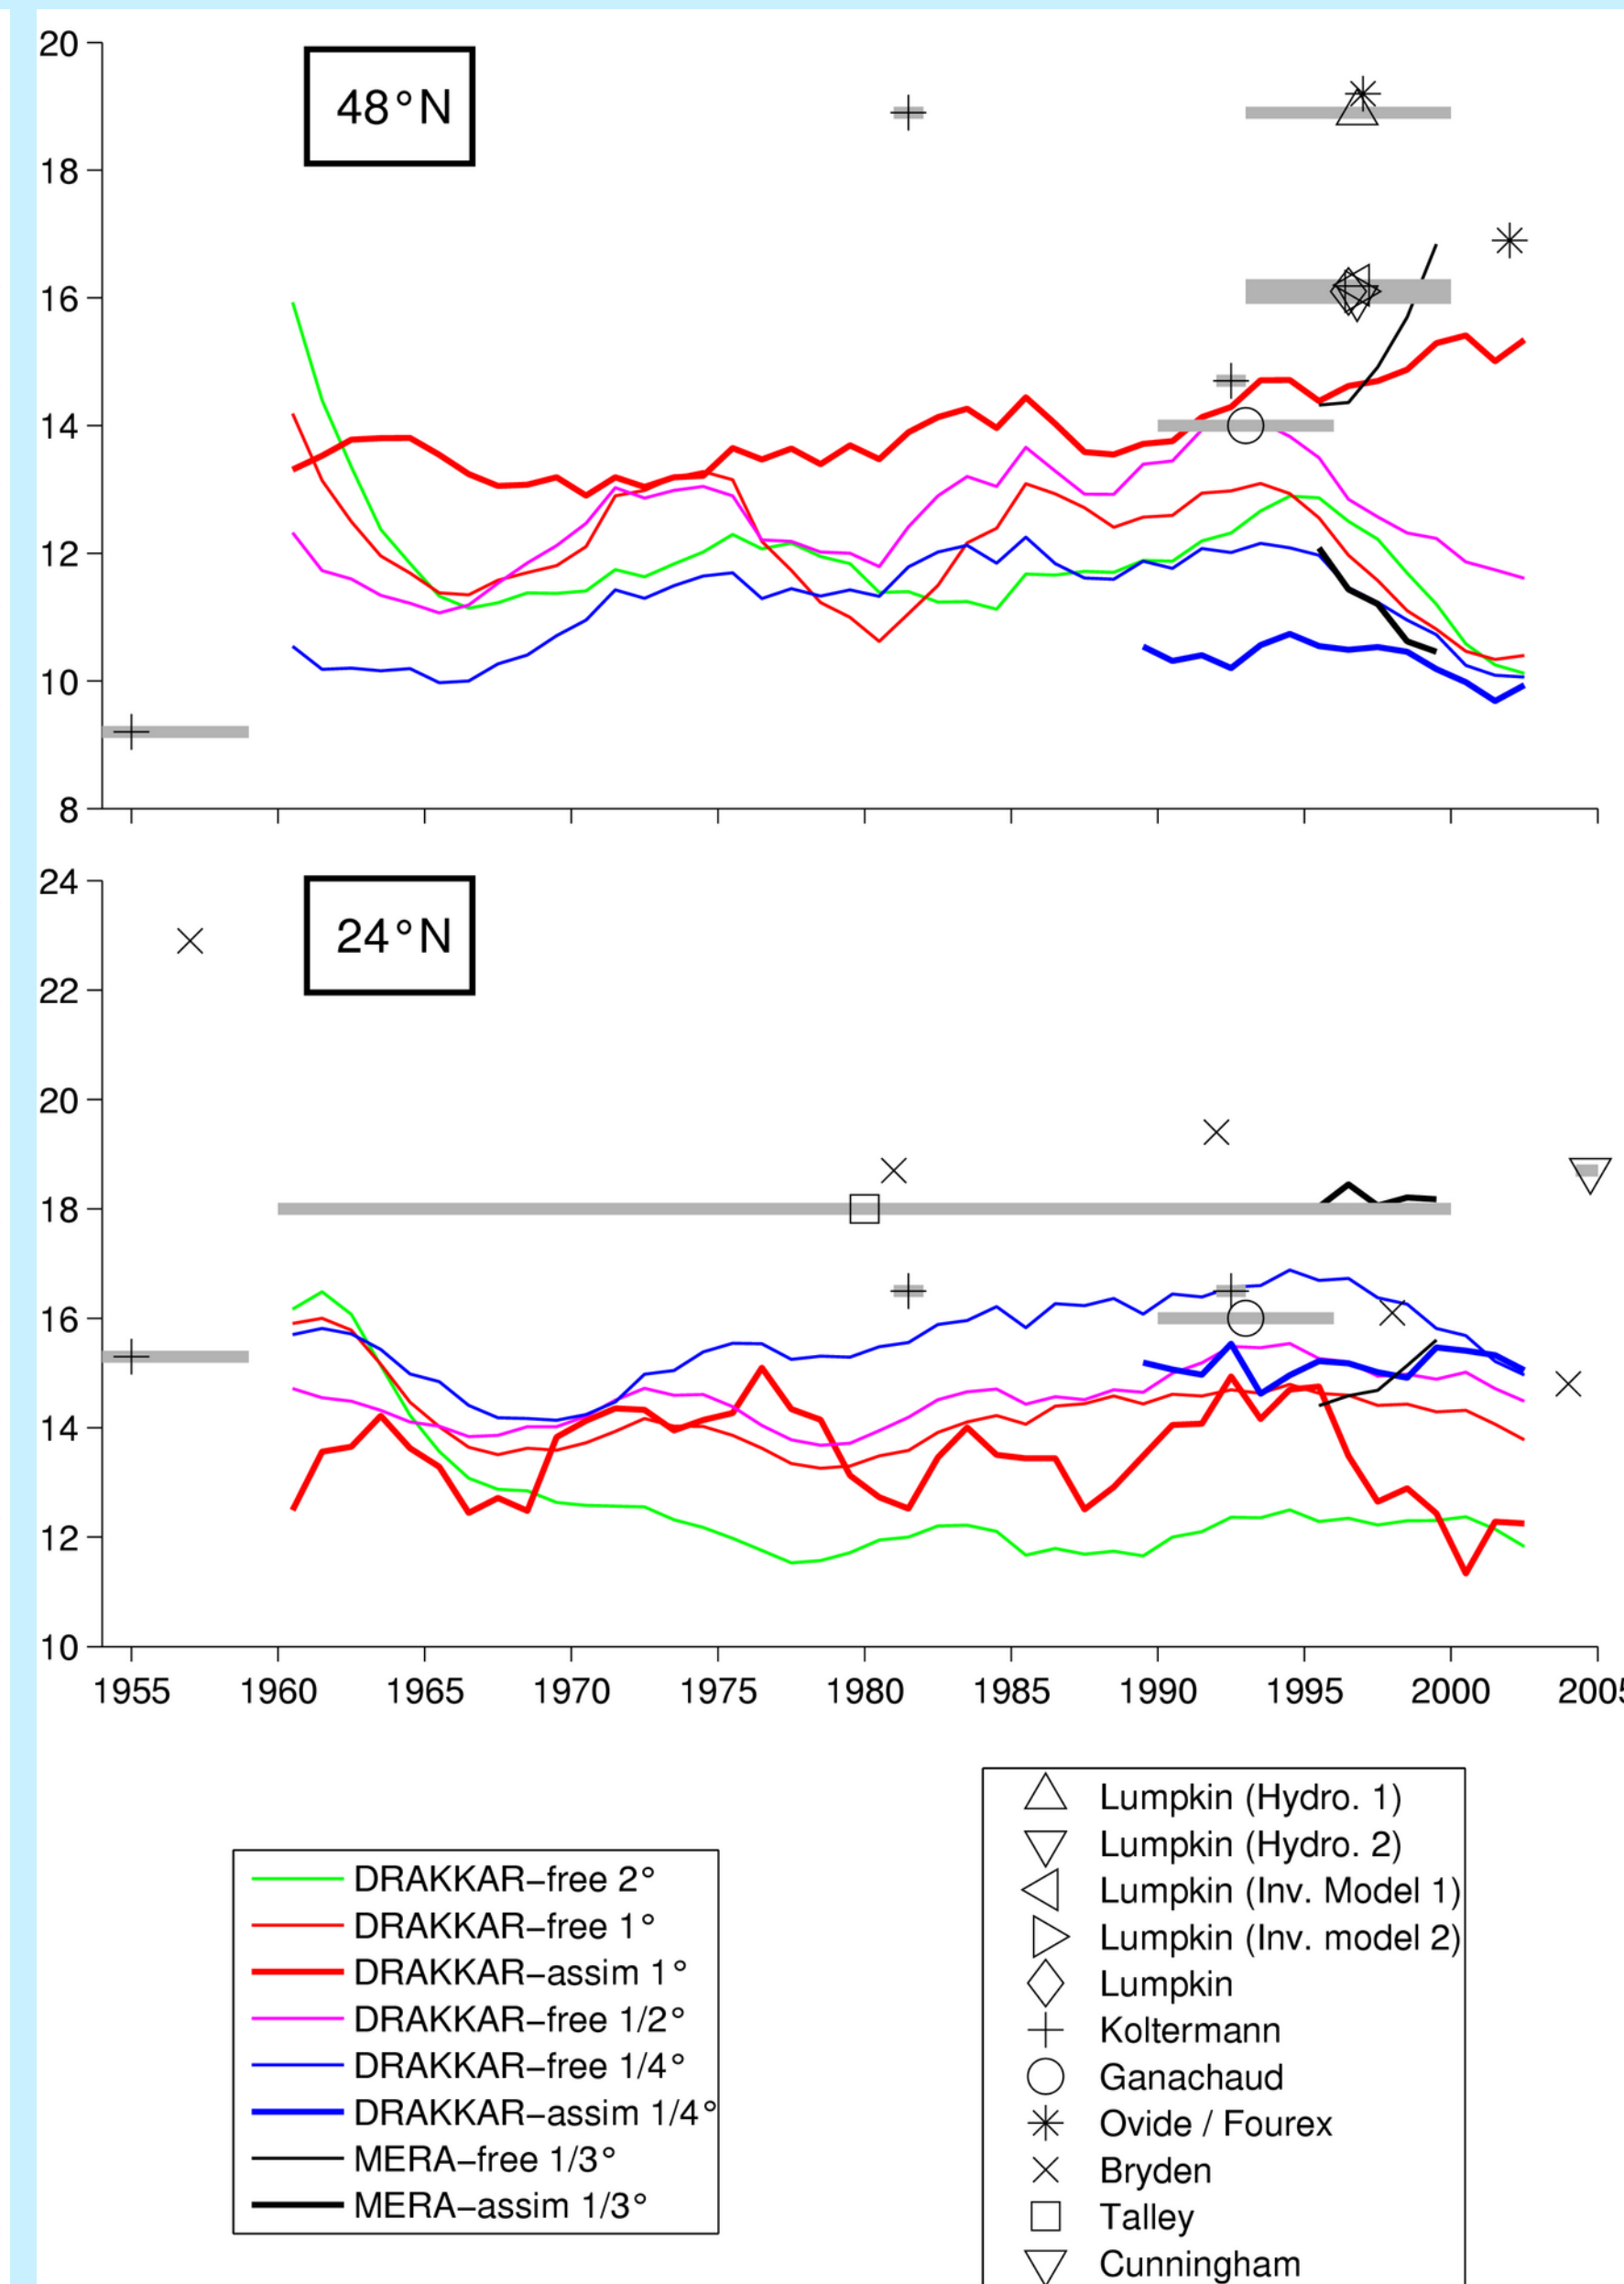 20
48°N
18
16
14
12
10
8
24
24°N
22
20
18
16
14
12
10
1955 1960 1965 1970 1975 1980 1985 1990 1995 2000 2005
DRAKKAR–free 2°
DRAKKAR–free 1°
DRAKKAR–assim 1°
DRAKKAR–free 1/2°
DRAKKAR–free 1/4°
DRAKKAR–assim 1/4°
MERA–free 1/3°
MERA–assim 1/3°
Lumpkin (Hydro. 1)
Lumpkin (Hydro. 2)
Lumpkin (Inv. Model 1)
Lumpkin (Inv. model 2)
Lumpkin
Koltermann
Ganachaud
Ovide / Fourex
Bryden
Talley
Cunningham